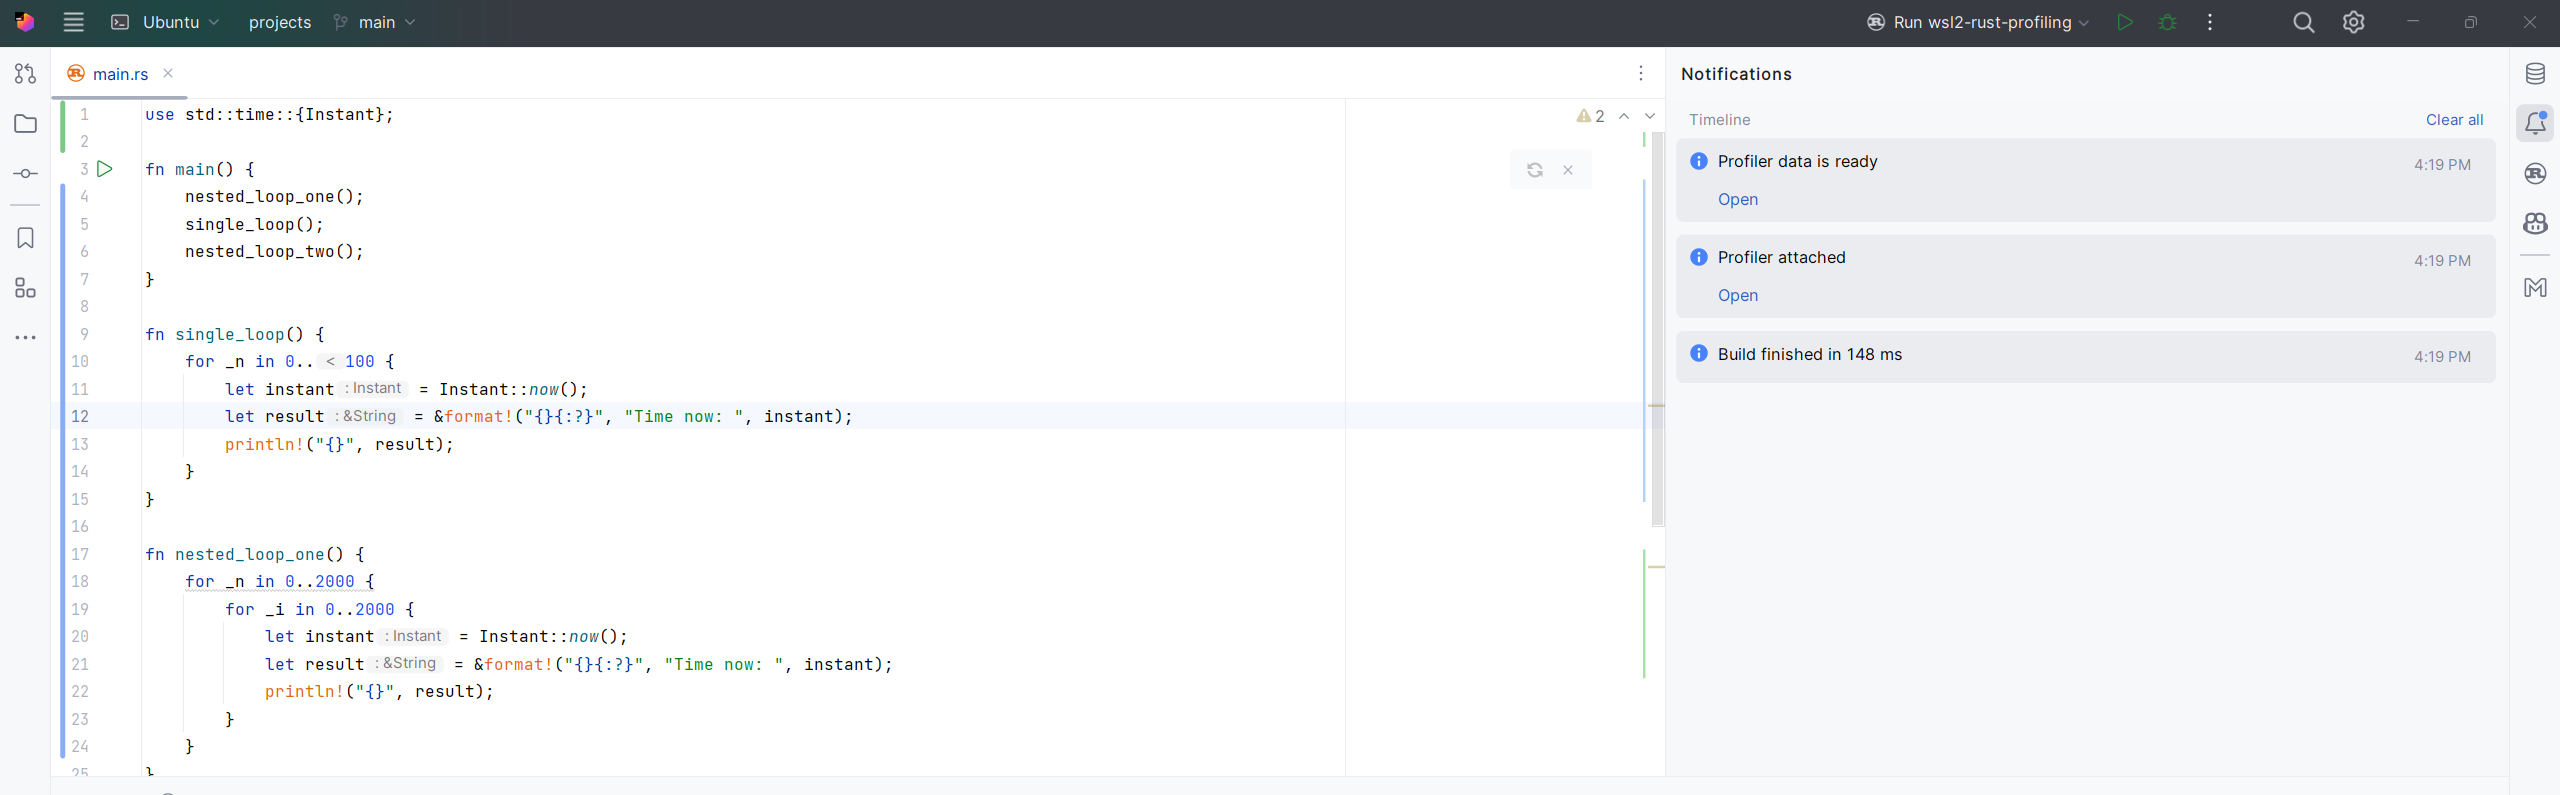 Ubuntu projects main Run wsl2-rust-profiling
main.rs
2
1 use std::time::{Instant};
2
3 fn main() {
4 nested_loop_one();
5 single_loop();
6 nested_loop_two();
7 }
8
9 fn single_loop() {
10 for _n in 0..<100 {
11 let instant: Instant = Instant::now();
12 let result: &String = &format!("{}{:?}", "Time now: ", instant);
13 println!("{}", result);
14 }
15 }
16
17 fn nested_loop_one() {
18 for _n in 0..2000 {
19 for _i in 0..2000 {
20 let instant: Instant = Instant::now();
21 let result: &String = &format!("{}{:?}", "Time now: ", instant);
22 println!("{}", result);
23 }
24 }
25 }
Notifications
Timeline Clear all
Profiler data is ready 4:19 PM
Open
Profiler attached 4:19 PM
Open
Build finished in 148 ms 4:19 PM